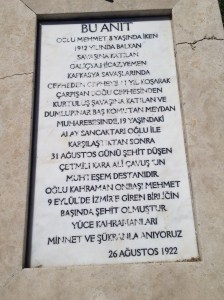 BU ANIT
OĞLU MEHMET 8 YAŞINDA İKEN
1912 YILINDA BALKAN
SAVAŞINA KATILAN
GALİÇYA, HİCAZ, YEMEN
KAFKASYA SAVAŞLARINDA
CEPHEDEN CEPHEYE 11 YIL KOŞARAK
ÇARPIŞAN DOĞU CEPHESİNDEN
KURTULUŞ SAVAŞINA KATILAN VE
DUMLUPINAR BAŞ KOMUTAN MEYDAN
MUHAREBESİNDE, 19 YAŞINDAKİ
ALAY SANCAKTARI OĞLU İLE
KARŞILAŞTIKTAN SONRA
31 AĞUSTOS GÜNÜ ŞEHİT DÜŞEN
ÇETMİLİ KARA ALİ ÇAVUŞ'UN
MUHTEŞEM DESTANIDIR.
OĞLU KAHRAMAN ONBAŞI MEHMET
9 EYLÜL'DE İZMİR'E GİREN BİRLİĞİN
BAŞINDA ŞEHİT OLMUŞTUR.
YÜCE KAHRAMANLARI
MİNNET VE ŞÜKRANLA ANIYORUZ
26 AĞUSTOS 1922